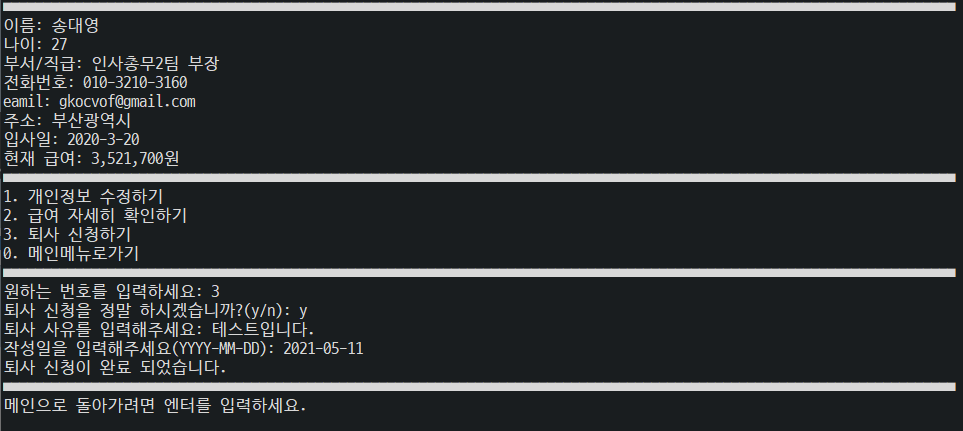 이름: 송대영
나이: 27
부서/직급: 인사총무2팀 부장
전화번호: 010-3210-3160
eamil: gkocvof@gmail.com
주소: 부산광역시
입사일: 2020-3-20
현재 급여: 3,521,700원
1. 개인정보 수정하기
2. 급여 자세히 확인하기
3. 퇴사 신청하기
0. 메인메뉴로가기
원하는 번호를 입력하세요: 3
퇴사 신청을 정말 하시겠습니까?(y/n): y
퇴사 사유를 입력해주세요: 테스트입니다.
작성일을 입력해주세요(YYYY-MM-DD): 2021-05-11
퇴사 신청이 완료 되었습니다.
메인으로 돌아가려면 엔터를 입력하세요.